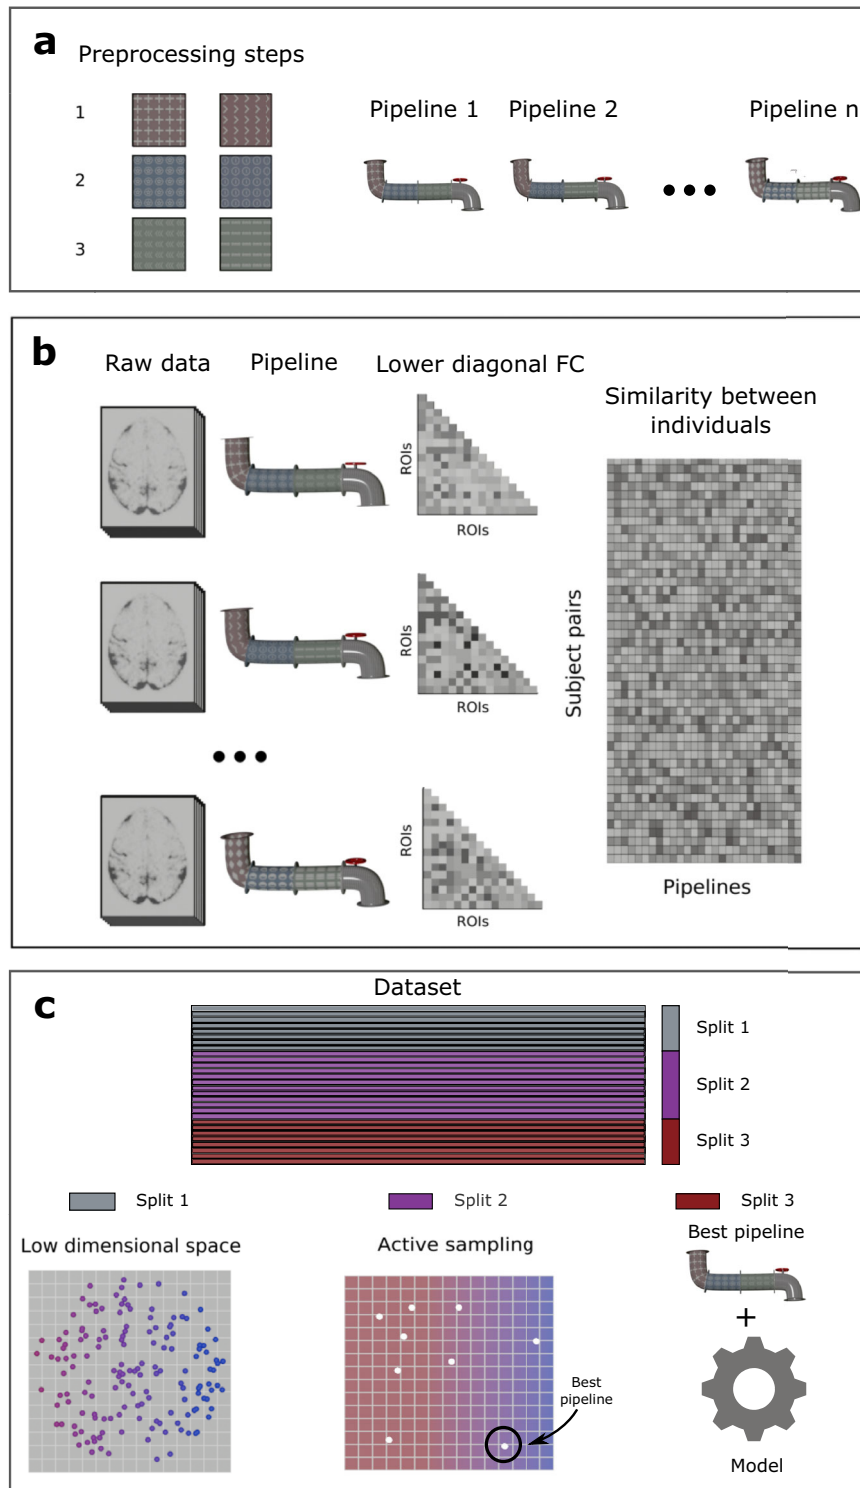 a
Preprocessing steps
1
2
3
Pipeline 1
Pipeline 2
Pipeline n
b
Raw data
Pipeline
Lower diagonal FC
Similarity between
individuals
ROIs
ROIs
ROIs
ROIs
ROIs
ROIs
Subject pairs
Pipelines
c
Dataset
Split 1
Split 2
Split 3
Split 1
Split 2
Split 3
Low dimensional space
Active sampling
Best
pipeline
Best pipeline
+
Model